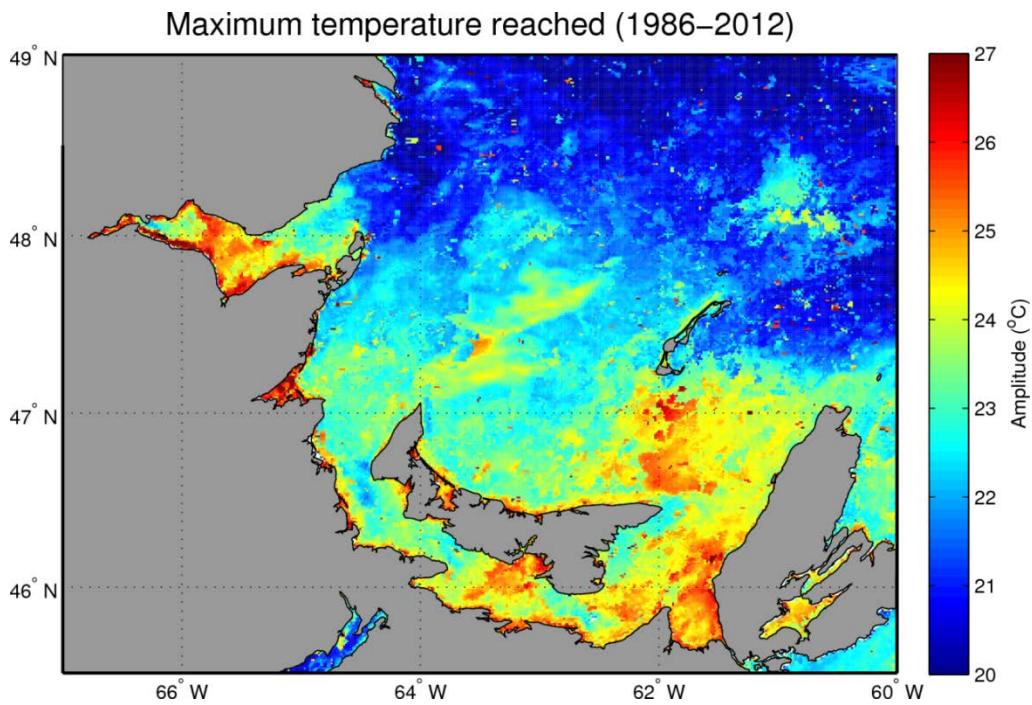 Maximum temperature reached (1986−2012)
49° N
48° N
47° N
46° N
66° W
64° W
62° W
60° W
27
26
25
24
23
22
21
20
Amplitude (°C)